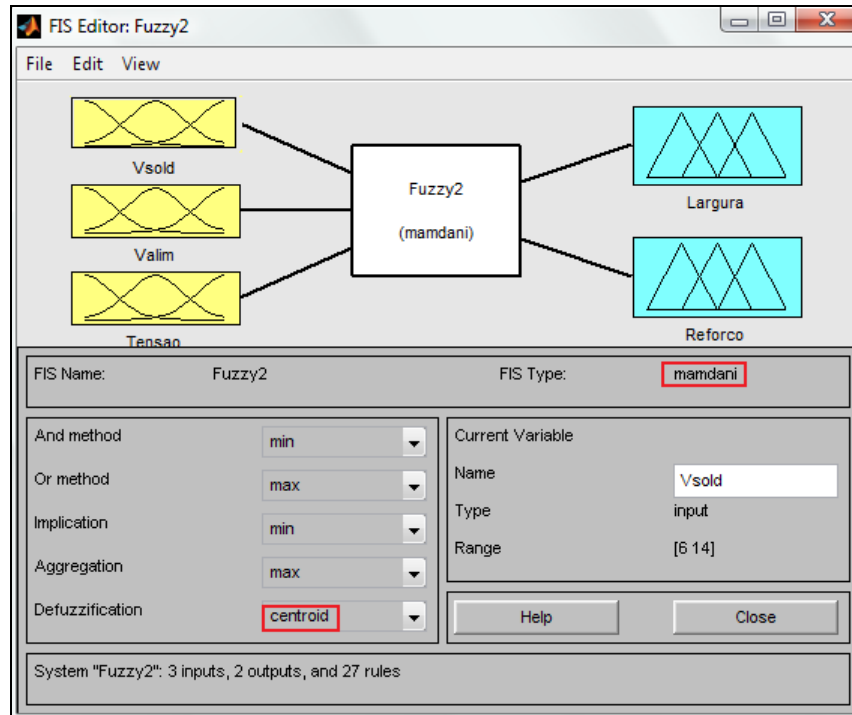 FIS Editor: Fuzzy2
File Edit View
Vsold
Valim
Tensao
Fuzzy2
(mamdani)
Largura
Reforco
FIS Name: Fuzzy2 FIS Type: mamdani
And method min
Or method max
Implication min
Aggregation max
Defuzzification centroid
Current Variable
Name Vsold
Type input
Range [6 14]
Help Close
System "Fuzzy2": 3 inputs, 2 outputs, and 27 rules